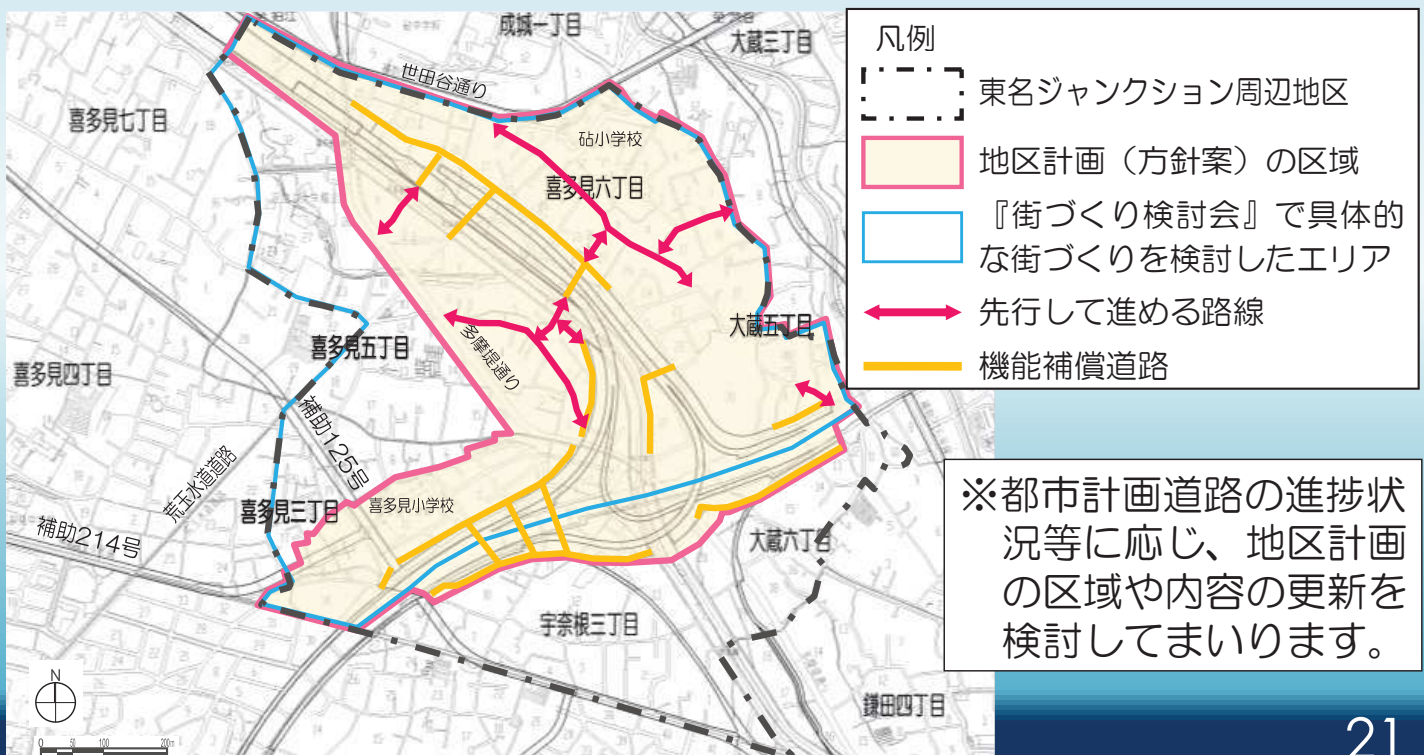 成城一丁目
大蔵三丁目
世田谷通り
喜多見七丁目
砧小学校
喜多見六丁目
大蔵五丁目
多摩堤通り
喜多見五丁目
喜多見四丁目
補助125号
荒玉水道道路
喜多見三丁目
喜多見小学校
補助214号
大蔵六丁目
宇奈根三丁目
鎌田四丁目
N
0 50 100 200m
凡例
東名ジャンクション周辺地区
地区計画（方針案）の区域
『街づくり検討会』で具体的
な街づくりを検討したエリア
先行して進める路線
機能補償道路
※都市計画道路の進捗状
況等に応じ、地区計画
の区域や内容の更新を
検討してまいります。
21